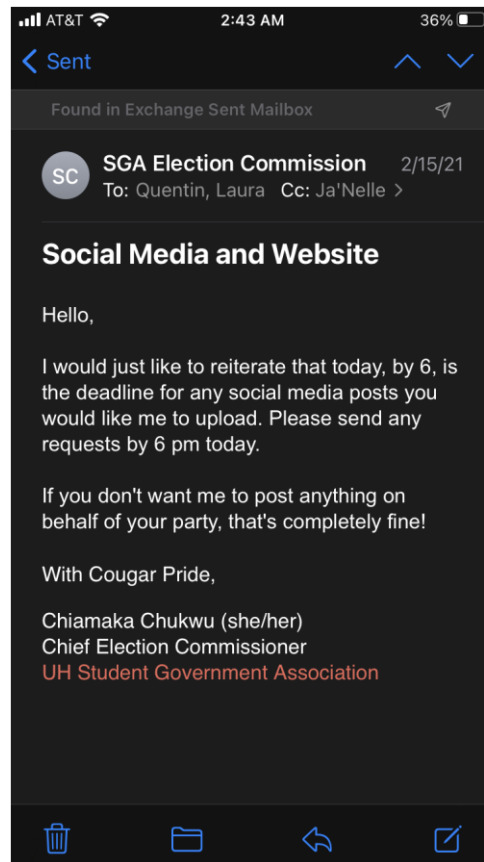 AT&T 2:43 AM 36%
Sent
Found in Exchange Sent Mailbox
SC
SGA Election Commission 2/15/21
To: Quentin, Laura Cc: Ja'Nelle >
Social Media and Website
Hello,
I would just like to reiterate that today, by 6, is
the deadline for any social media posts you
would like me to upload. Please send any
requests by 6 pm today.
If you don't want me to post anything on
behalf of your party, that's completely fine!
With Cougar Pride,
Chiamaka Chukwu (she/her)
Chief Election Commissioner
UH Student Government Association